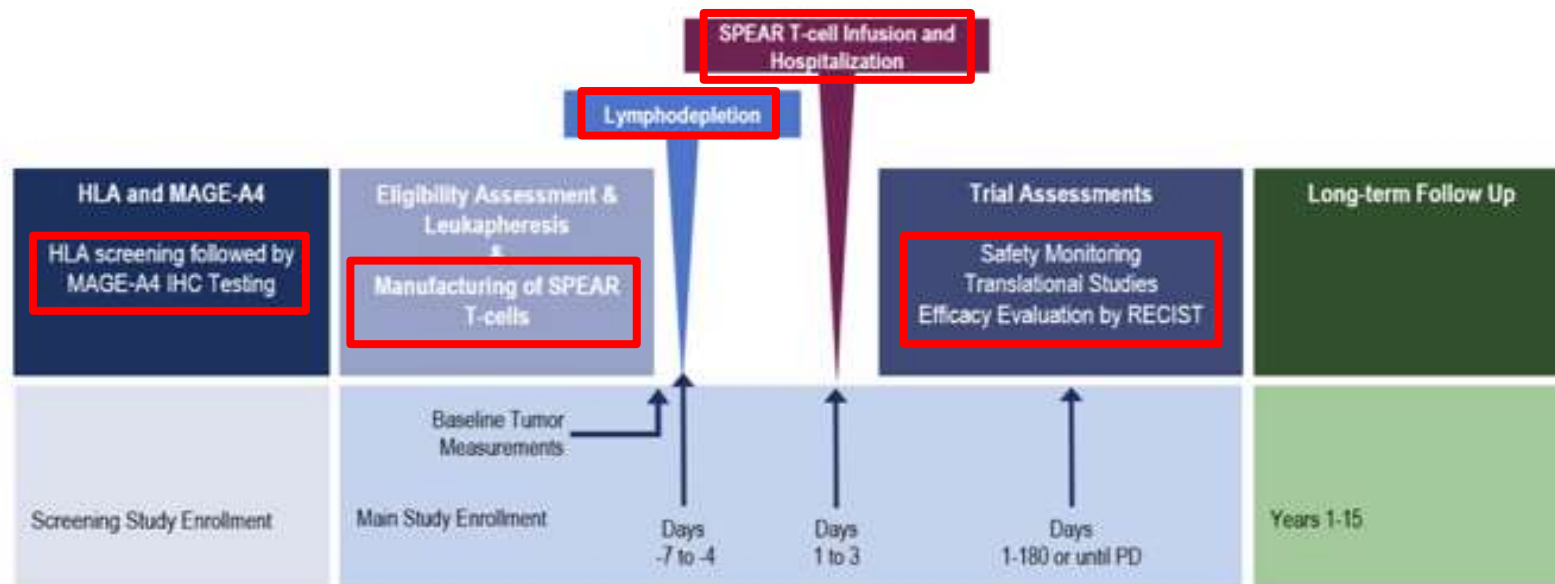 SPEAR T-cell Infusion and
Hospitalization
Lymphodepletion
HLA and MAGE-A4
HLA screening followed by
MAGE-A4 IHC Testing
Eligibility Assessment &
Leukapheresis
&
Manufacturing of SPEAR
T-cells
Trial Assessments
Safety Monitoring
Translational Studies
Efficacy Evaluation by RECIST
Long-term Follow Up
Baseline Tumor
Measurements
Screening Study Enrollment
Main Study Enrollment
Days
-7 to -4
Days
1 to 3
Days
1-180 or until PD
Years 1-15